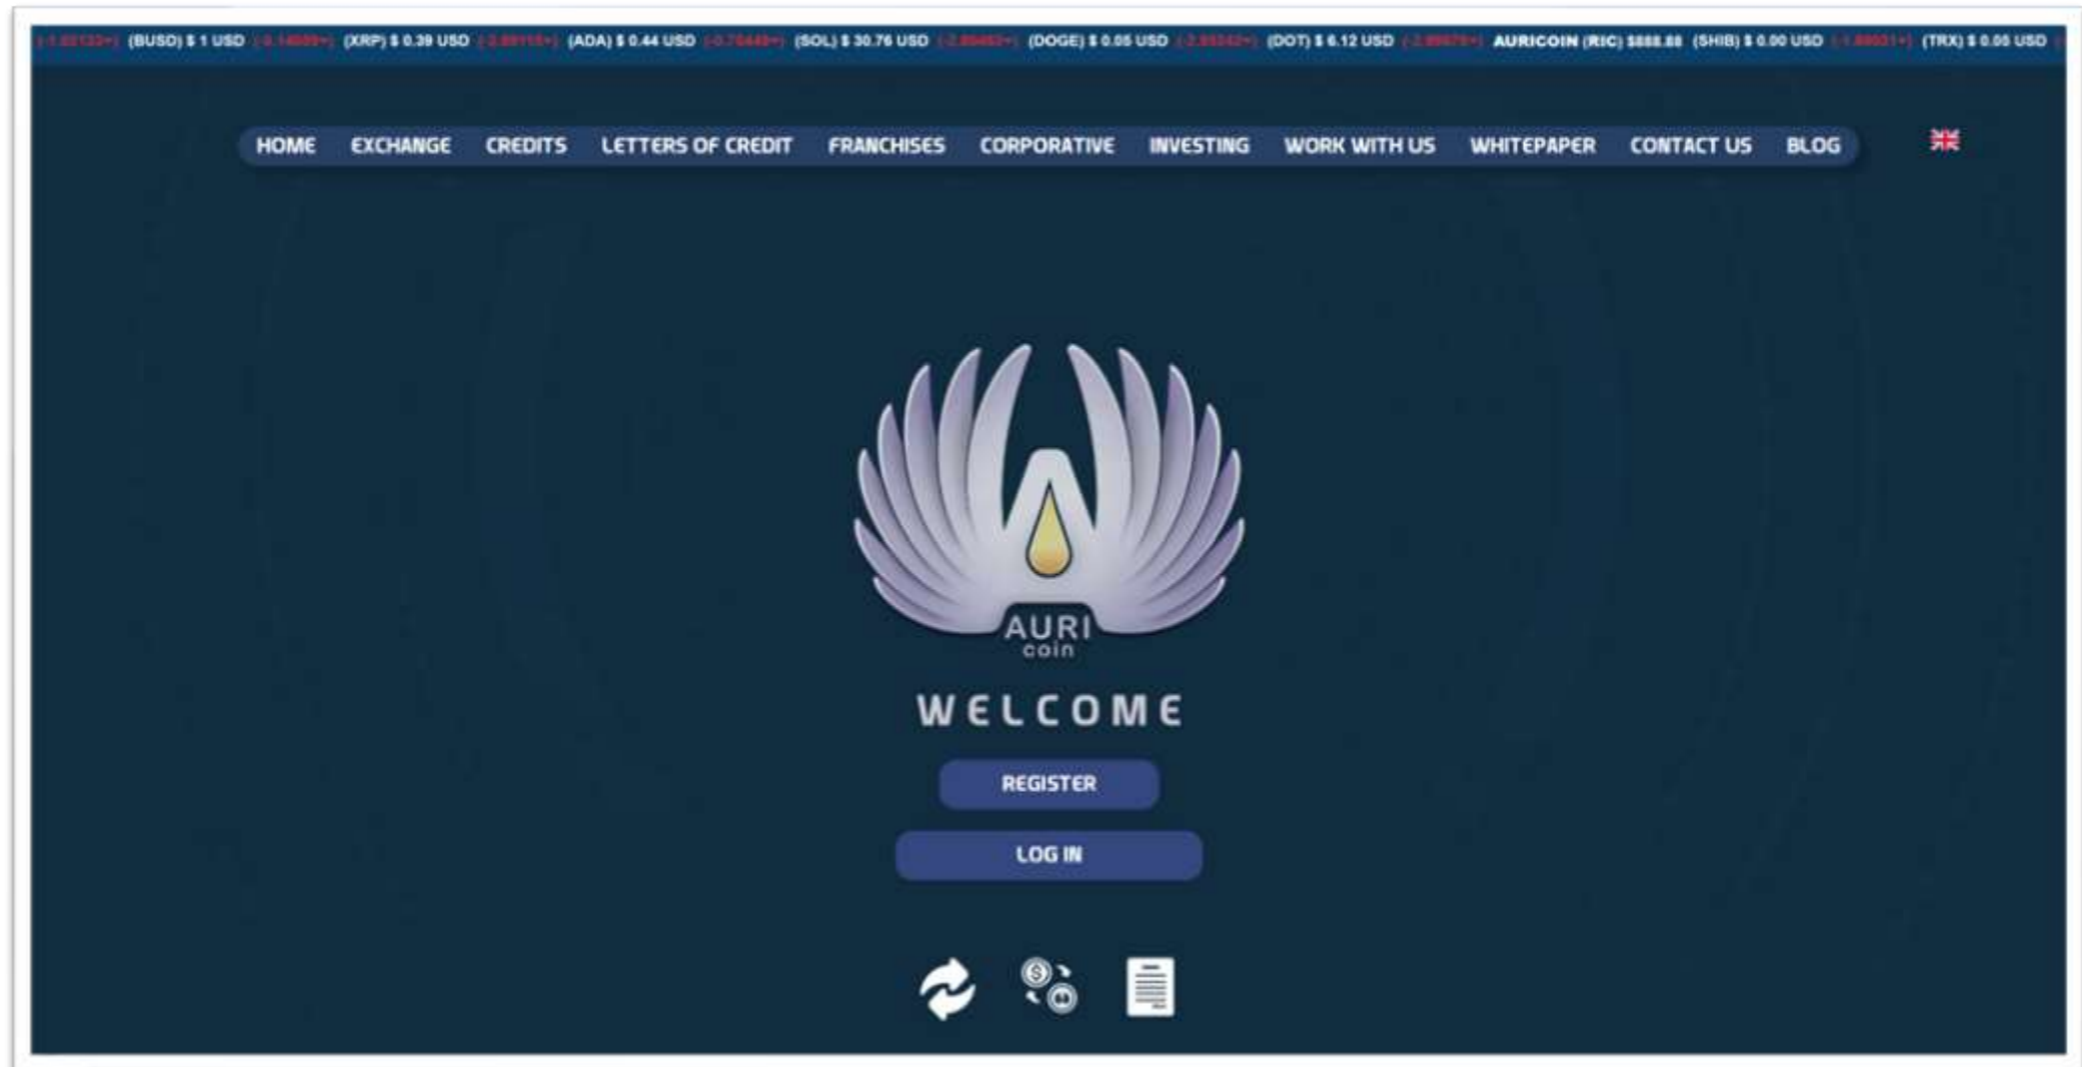 (BUSD) $ 1 USD (XRP) $ 0.39 USD (ADA) $ 0.44 USD (SOL) $ 30.76 USD (DOGE) $ 0.05 USD (DOT) $ 6.12 USD AURICOIN (RIC) $888.88 (SHIB) $ 0.00 USD (TRX) $ 0.05 USD
HOME EXCHANGE CREDITS LETTERS OF CREDIT FRANCHISES CORPORATIVE INVESTING WORK WITH US WHITEPAPER CONTACT US BLOG
AURI
coin
WELCOME
REGISTER
LOG IN